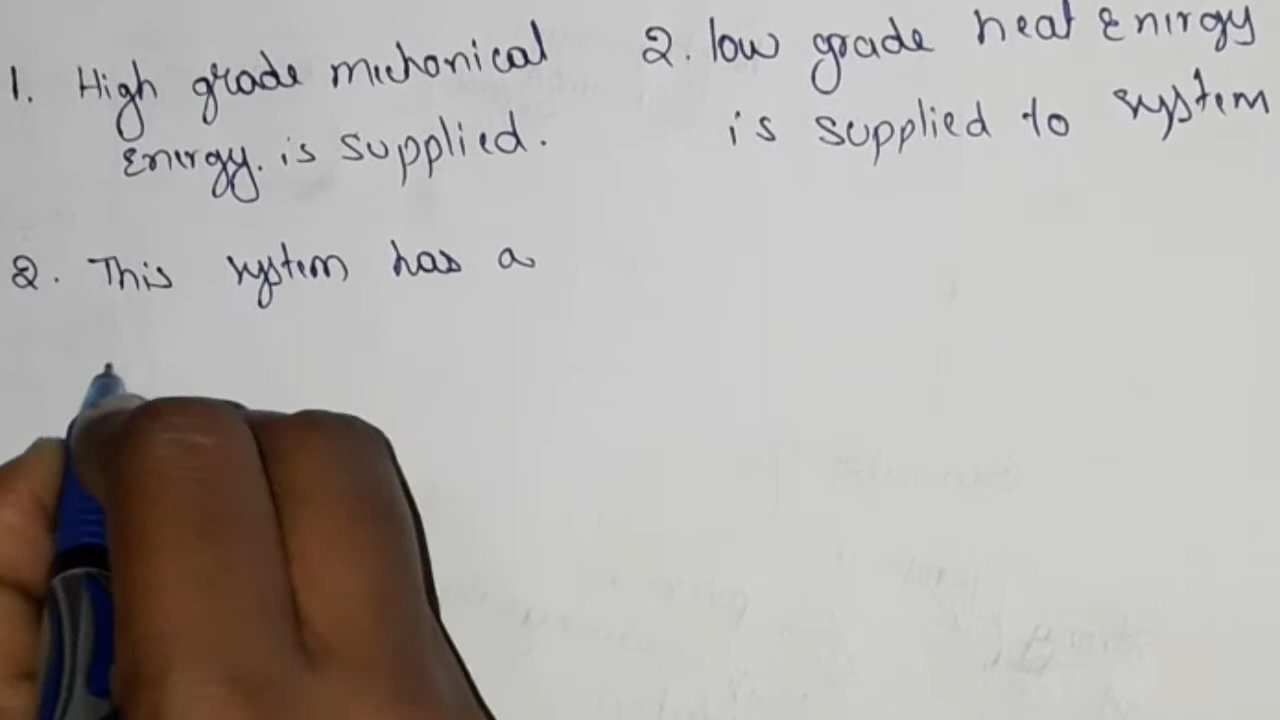 1. High grade mechonical
Energy. is supplied.
2. This system has a
2. low grade heat Energy
is supplied to system